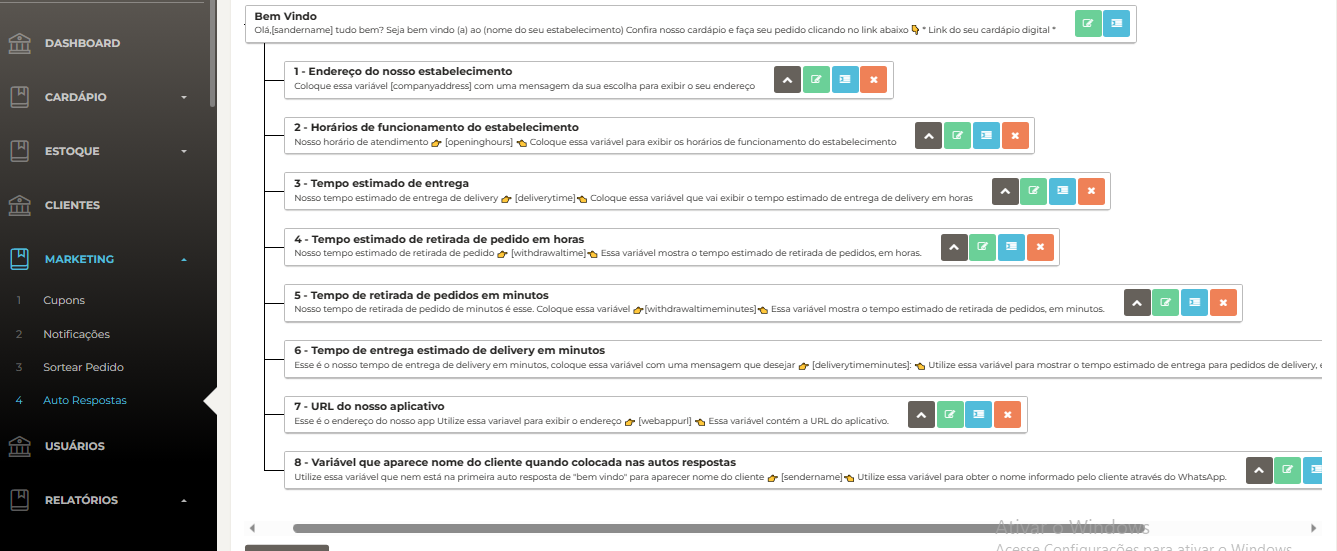 DASHBOARD
CARDÁPIO
ESTOQUE
CLIENTES
MARKETING
1 Cupons
2 Notificações
3 Sortear Pedido
4 Auto Respostas
USUÁRIOS
RELATÓRIOS
Bem Vindo
Olá,[sandername] tudo bem? Seja bem vindo (a) ao (nome do seu estabelecimento) Confira nosso cardápio e faça seu pedido clicando no link abaixo 👇 * Link do seu cardápio digital *
1 - Endereço do nosso estabelecimento
Coloque essa variável [companyaddress] com uma mensagem da sua escolha para exibir o seu endereço
2 - Horários de funcionamento do estabelecimento
Nosso horário de atendimento 👉 [openinghours] 👈 Coloque essa variável para exibir os horários de funcionamento do estabelecimento
3 - Tempo estimado de entrega
Nosso tempo estimado de entrega de delivery 👉 [deliverytime]👈 Coloque essa variável que vai exibir o tempo estimado de entrega de delivery em horas
4 - Tempo estimado de retirada de pedido em horas
Nosso tempo estimado de retirada de pedido 👉 [withdrawaltime]👈 Essa variável mostra o tempo estimado de retirada de pedidos, em horas.
5 - Tempo de retirada de pedidos em minutos
Nosso tempo de retirada de pedido de minutos é esse. Coloque essa variável 👉[withdrawaltimeminutes]👈 Essa variável mostra o tempo estimado de retirada de pedidos, em minutos.
6 - Tempo de entrega estimado de delivery em minutos
Esse é o nosso tempo de entrega de delivery em minutos, coloque essa variável com uma mensagem que desejar 👉 [deliverytimeminutes]: 👈 Utilize essa variável para mostrar o tempo estimado de entrega para pedidos de delivery,
7 - URL do nosso aplicativo
Esse é o endereço do nosso app Utilize essa variavel para exibir o endereço 👉 [webappurl] 👈 Essa variável contém a URL do aplicativo.
8 - Variável que aparece nome do cliente quando colocada nas autos respostas
Utilize essa variável que nem está na primeira auto resposta de "bem vindo" para aparecer nome do cliente 👉 [sendername]👈 Utilize essa variável para obter o nome informado pelo cliente através do WhatsApp.
Ativar o Windows
Acesse Configurações para ativar o Windows.